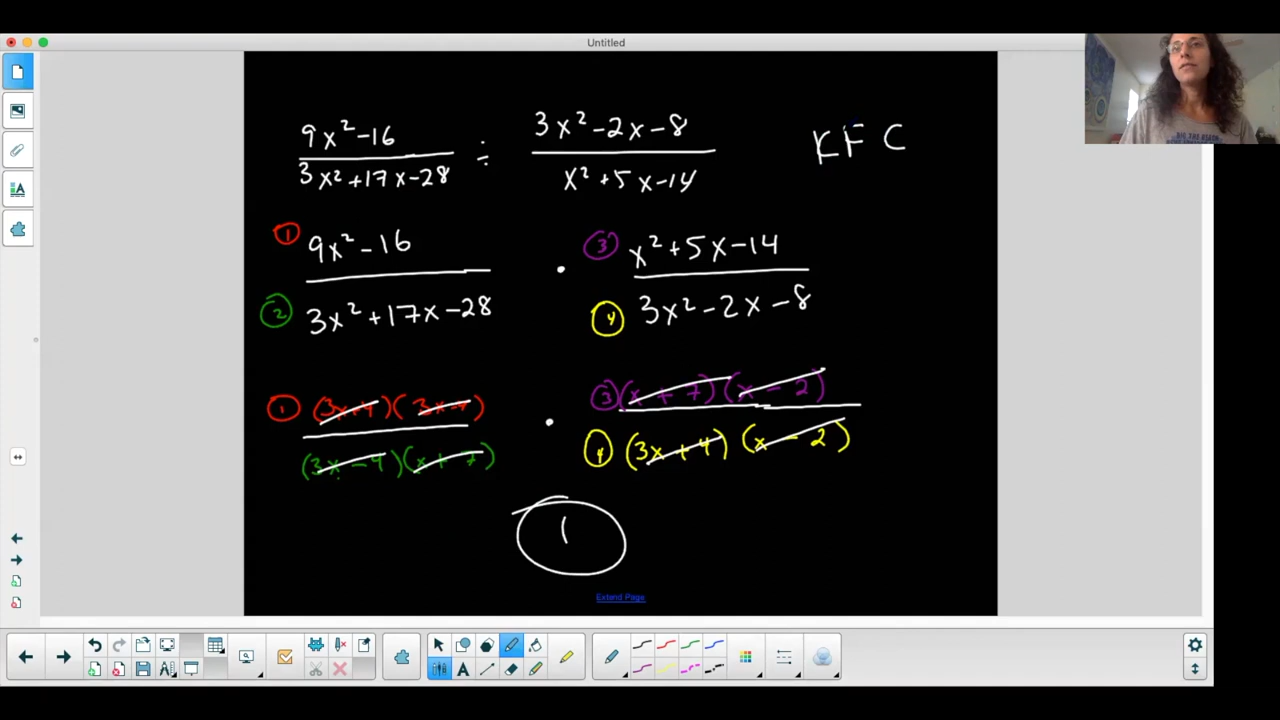 Untitled
9x²-16 ÷ 3x²-2x-8 KFC
3x²+17x-28 x²+5x-14
① 9x²-16 · ③ x²+5x-14
② 3x²+17x-28 ④ 3x²-2x-8
① (3x+4)(3x-4) · ③ (x+7)(x-2)
(3x-4)(x+7) ④ (3x+4)(x-2)
1
Extend Page